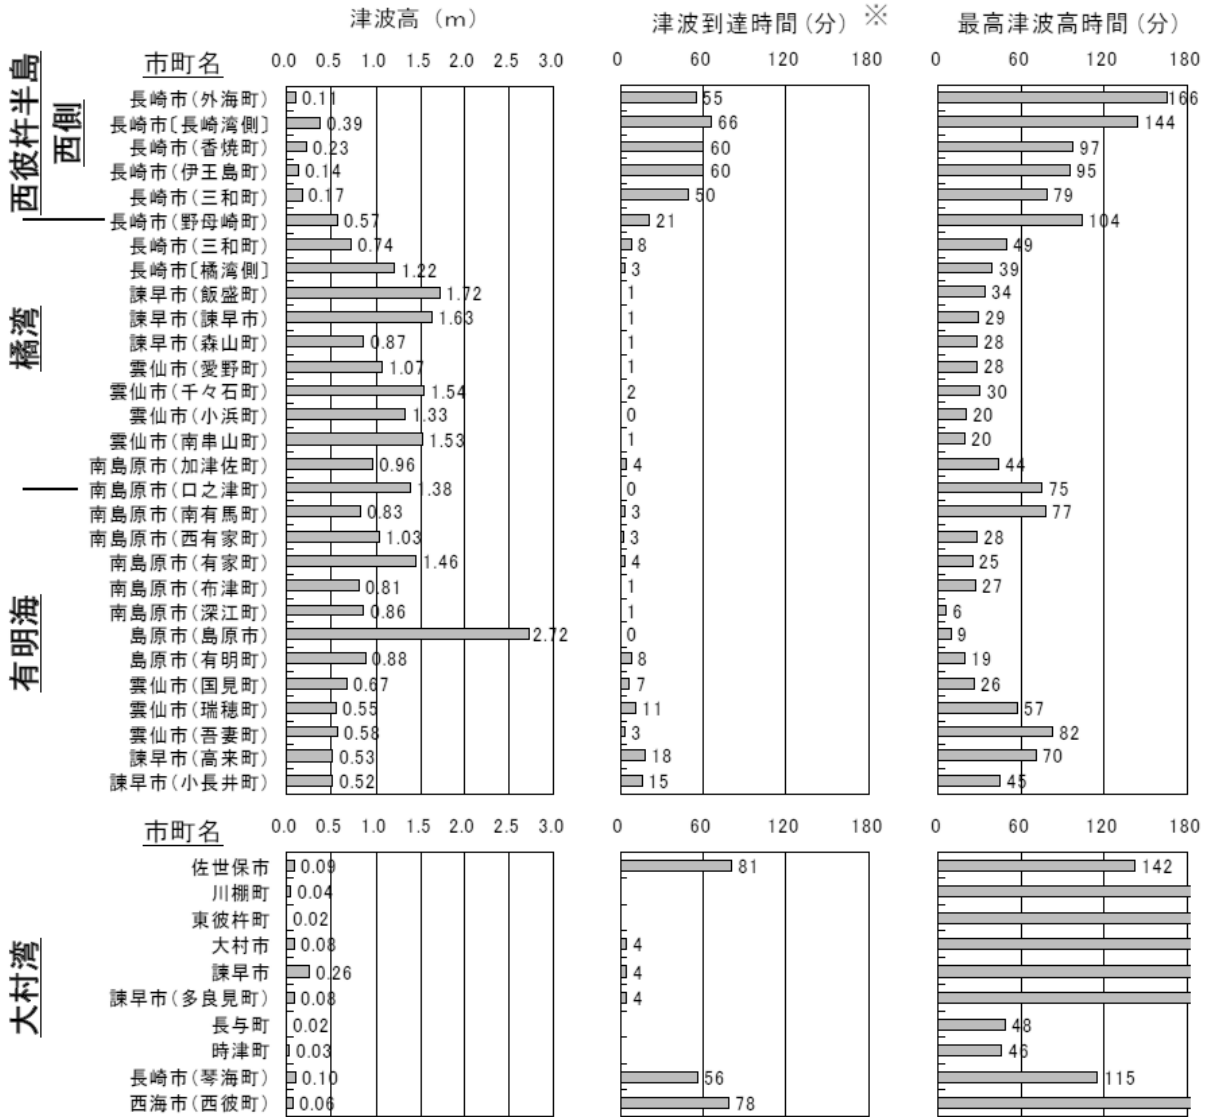 津波高（m）　津波到達時間（分）※　最高津波高時間（分）
市町名　0.0 0.5 1.0 1.5 2.0 2.5 3.0　0 60 120 180　0 60 120 180
西彼杵半島西側
長崎市（外海町） 0.11 55 166
長崎市〔長崎湾側〕 0.39 66 144
長崎市（香焼町） 0.23 60 97
長崎市（伊王島町） 0.14 60 95
長崎市（三和町） 0.17 50 79
長崎市（野母崎町） 0.57 21 104
橘湾
長崎市（三和町） 0.74 8 49
長崎市〔橘湾側〕 1.22 3 39
諫早市（飯盛町） 1.72 1 34
諫早市（諫早市） 1.63 1 29
諫早市（森山町） 0.87 1 28
雲仙市（愛野町） 1.07 1 28
雲仙市（千々石町） 1.54 2 30
雲仙市（小浜町） 1.33 0 20
雲仙市（南串山町） 1.53 1 20
南島原市（加津佐町） 0.96 4 44
南島原市（口之津町） 1.38 0 75
有明海
南島原市（南有馬町） 0.83 3 77
南島原市（西有家町） 1.03 3 28
南島原市（有家町） 1.46 4 25
南島原市（布津町） 0.81 1 27
南島原市（深江町） 0.86 1 6
島原市（島原市） 2.72 0 9
島原市（有明町） 0.88 8 19
雲仙市（国見町） 0.67 7 26
雲仙市（瑞穂町） 0.55 11 57
雲仙市（吾妻町） 0.58 3 82
諫早市（高来町） 0.53 18 70
諫早市（小長井町） 0.52 15 45
市町名　0.0 0.5 1.0 1.5 2.0 2.5 3.0　0 60 120 180　0 60 120 180
大村湾
佐世保市 0.09 81 142
川棚町 0.04
東彼杵町 0.02
大村市 0.08 4
諫早市 0.26 4
諫早市（多良見町） 0.08 4
長与町 0.02 48
時津町 0.03 46
長崎市（琴海町） 0.10 56 115
西海市（西彼町） 0.06 78